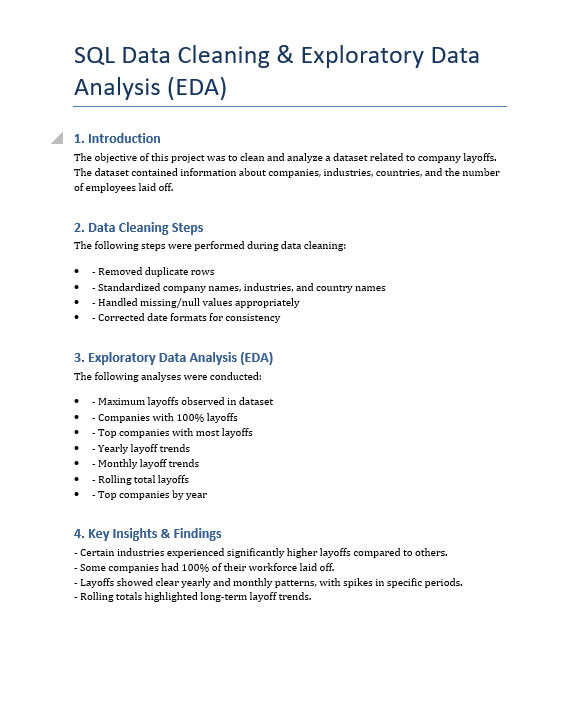 SQL Data Cleaning & Exploratory Data
Analysis (EDA)
1. Introduction
The objective of this project was to clean and analyze a dataset related to company layoffs.
The dataset contained information about companies, industries, countries, and the number
of employees laid off.
2. Data Cleaning Steps
The following steps were performed during data cleaning:
• - Removed duplicate rows
• - Standardized company names, industries, and country names
• - Handled missing/null values appropriately
• - Corrected date formats for consistency
3. Exploratory Data Analysis (EDA)
The following analyses were conducted:
• - Maximum layoffs observed in dataset
• - Companies with 100% layoffs
• - Top companies with most layoffs
• - Yearly layoff trends
• - Monthly layoff trends
• - Rolling total layoffs
• - Top companies by year
4. Key Insights & Findings
- Certain industries experienced significantly higher layoffs compared to others.
- Some companies had 100% of their workforce laid off.
- Layoffs showed clear yearly and monthly patterns, with spikes in specific periods.
- Rolling totals highlighted long-term layoff trends.